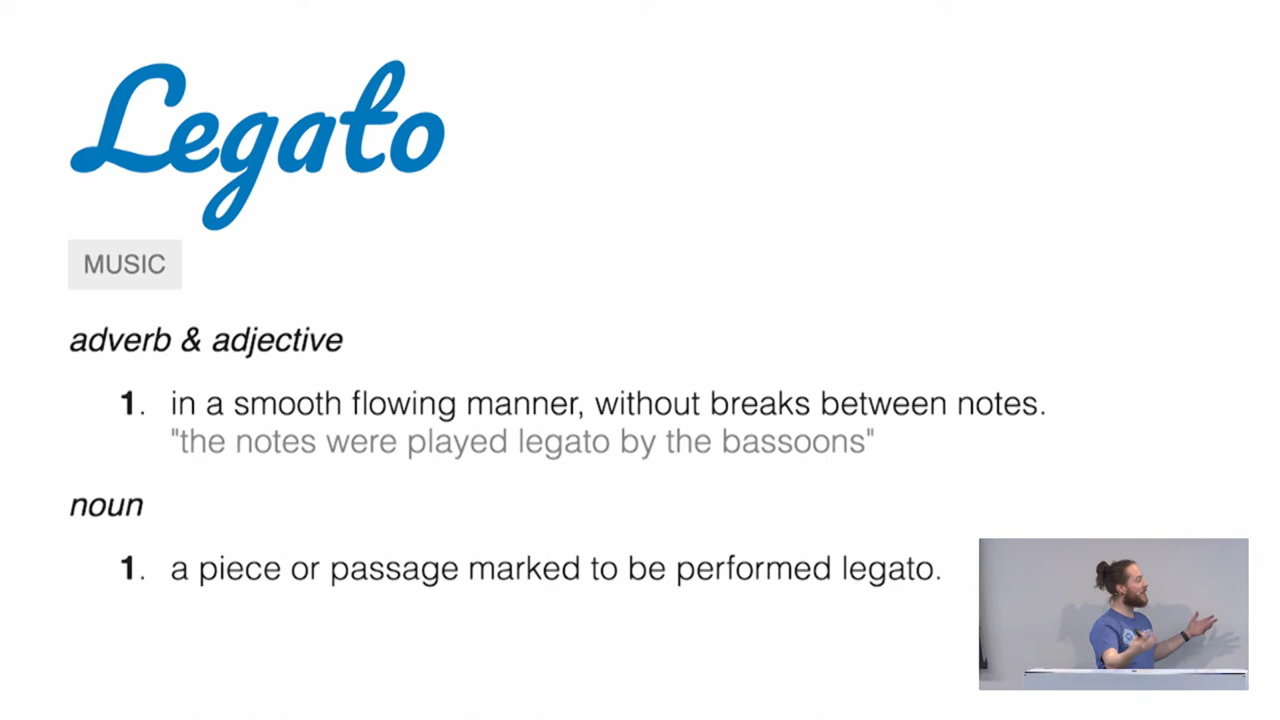 Legato
MUSIC
adverb & adjective
1. in a smooth flowing manner, without breaks between notes.
"the notes were played legato by the bassoons"
noun
1. a piece or passage marked to be performed legato.